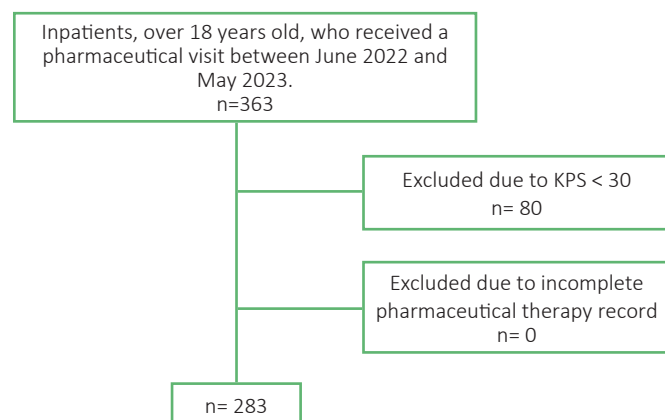 Inpatients, over 18 years old, who received a
pharmaceutical visit between June 2022 and
May 2023.
n=363
Excluded due to KPS < 30
n= 80
Excluded due to incomplete
pharmaceutical therapy record
n= 0
n= 283